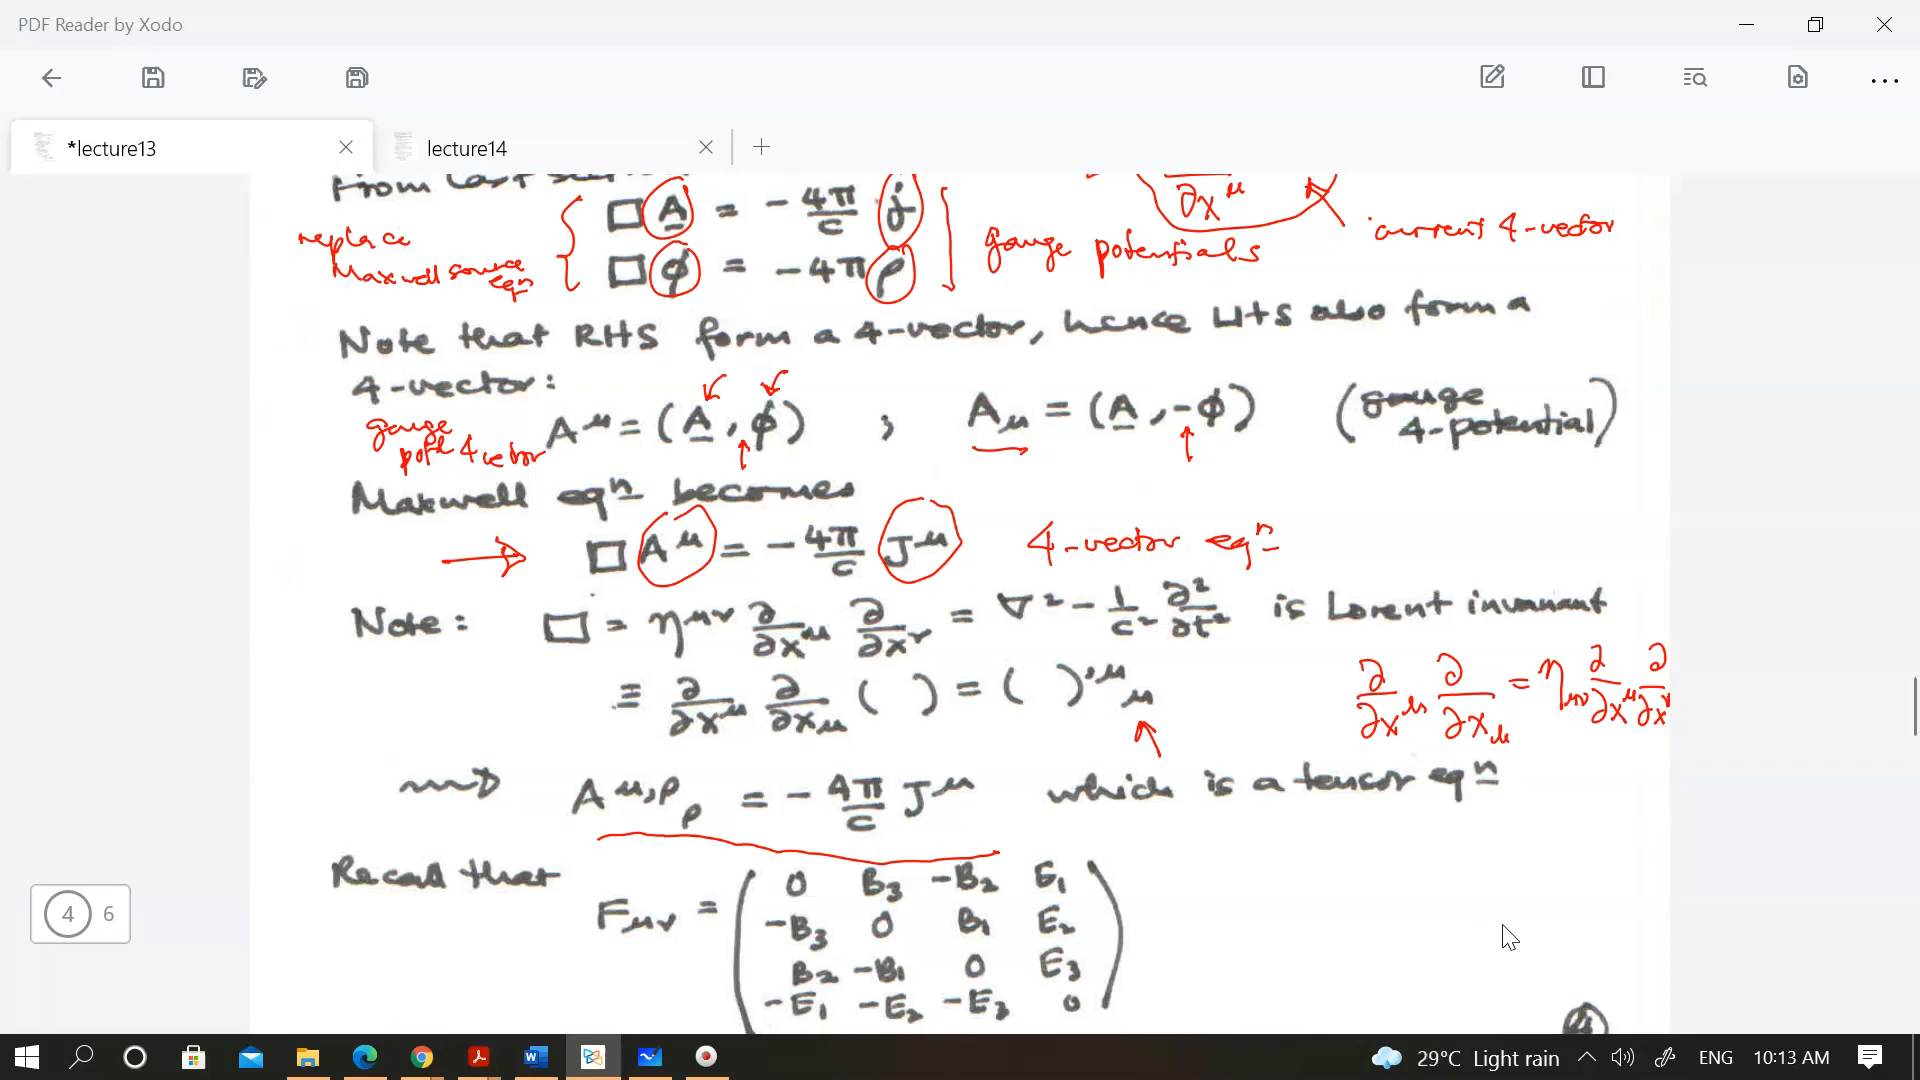 PDF Reader by Xodo
*lecture13
lecture14
From last
□ A = - 4π/c j
replace Maxwell source eqn
□ φ = -4π ρ
gauge potentials
∂x^μ
current 4-vector
Note that RHS form a 4-vector, hence LHS also form a
4-vector:
gauge potl 4 vector
A^μ = (A, φ) ; A_μ = (A, -φ) (gauge 4-potential)
Maxwell eqn becomes
→ □ A^μ = - 4π/c J^μ 4-vector eqn
Note: □ = η^μν ∂/∂x^μ ∂/∂x^ν = ∇² - 1/c² ∂²/∂t² is Lorent invariant
≡ ∂/∂x^μ ∂/∂x_μ ( ) = ( )^,μ_μ
∂/∂x^μ ∂/∂x_μ = η_μν ∂/∂x^μ ∂/∂x^ν
A^μ,ρ_ρ = - 4π/c J^μ which is a tensor eqn
Recall that
F_μν = ( 0 B₃ -B₂ E₁
-B₃ 0 B₁ E₂
B₂ -B₁ 0 E₃
-E₁ -E₂ -E₃ 0 )
4 6
4
29°C Light rain ENG 10:13 AM